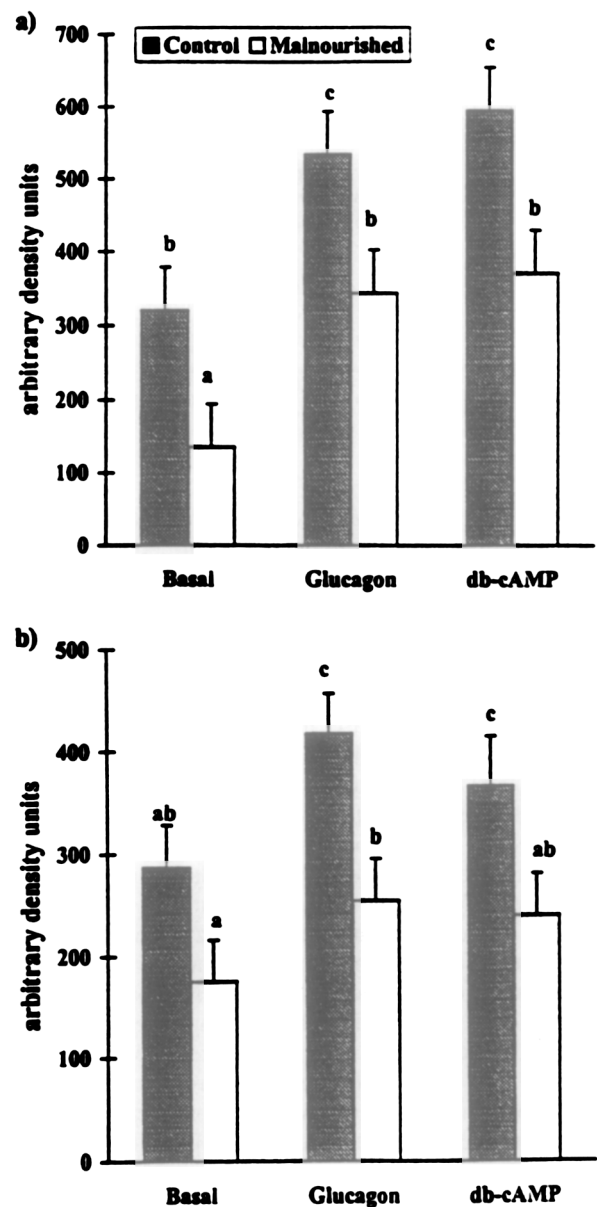 a)
Control Malnourished
700
600
500
400
300
200
100
0
arbitrary density units
b
a
c
b
c
b
Basal Glucagon db-cAMP
b)
500
400
300
200
100
0
arbitrary density units
ab
a
c
b
c
ab
Basal Glucagon db-cAMP